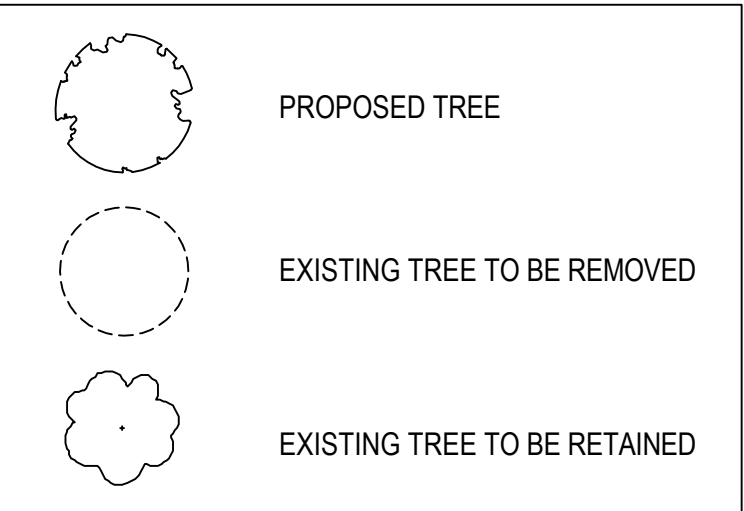 PROPOSED TREE
EXISTING TREE TO BE REMOVED
EXISTING TREE TO BE RETAINED